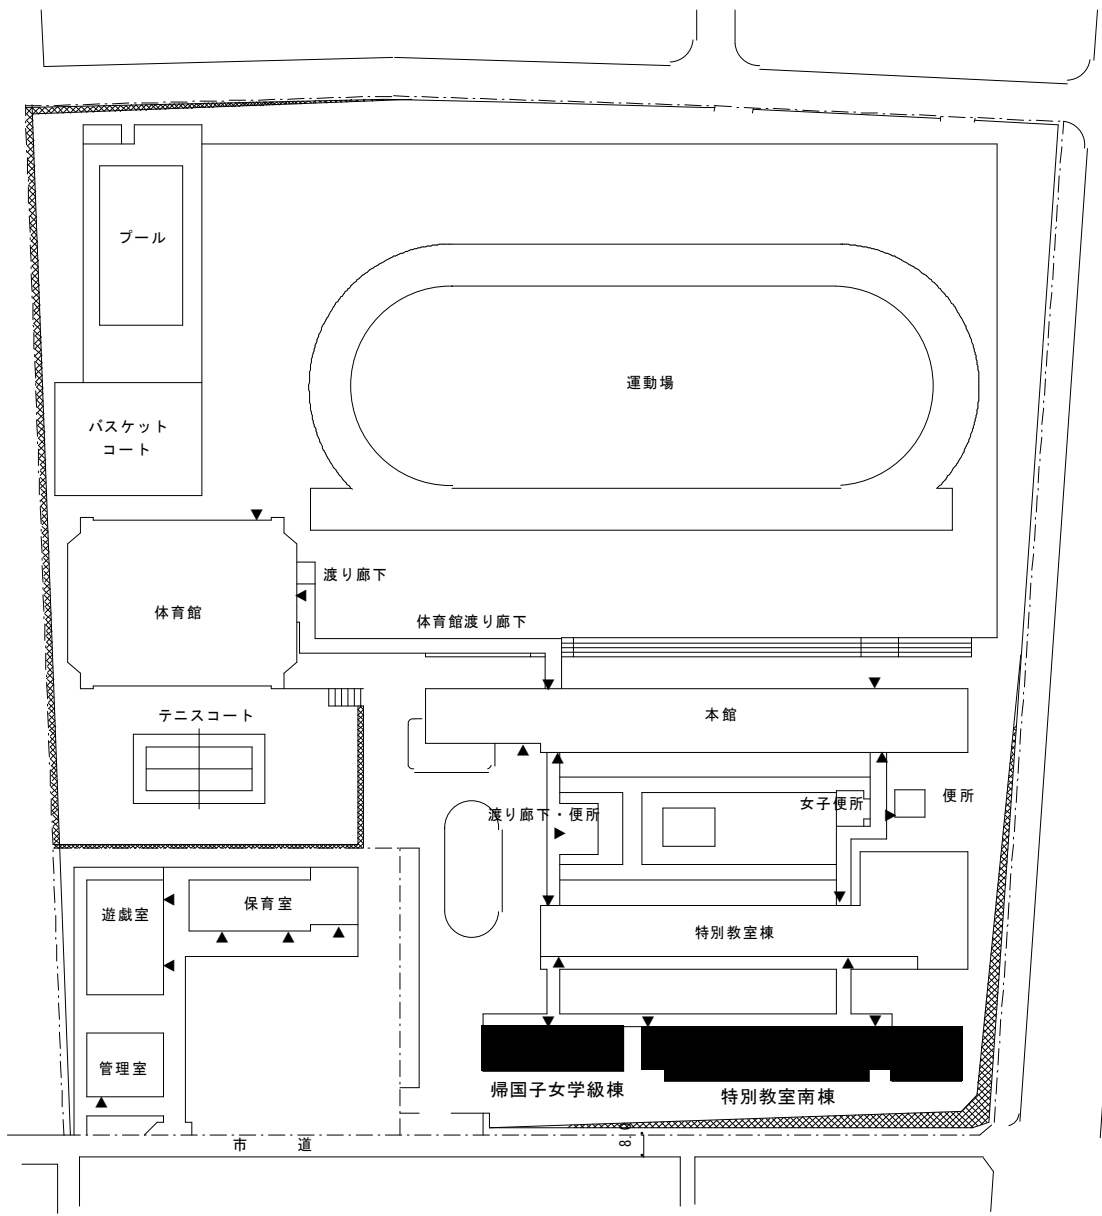 プール
運動場
バスケット
コート
渡り廊下
体育館
体育館渡り廊下
テニスコート
本館
女子便所
便所
渡り廊下・便所
保育室
遊戯室
特別教室棟
管理室
帰国子女学級棟
特別教室南棟
市 道
8.0